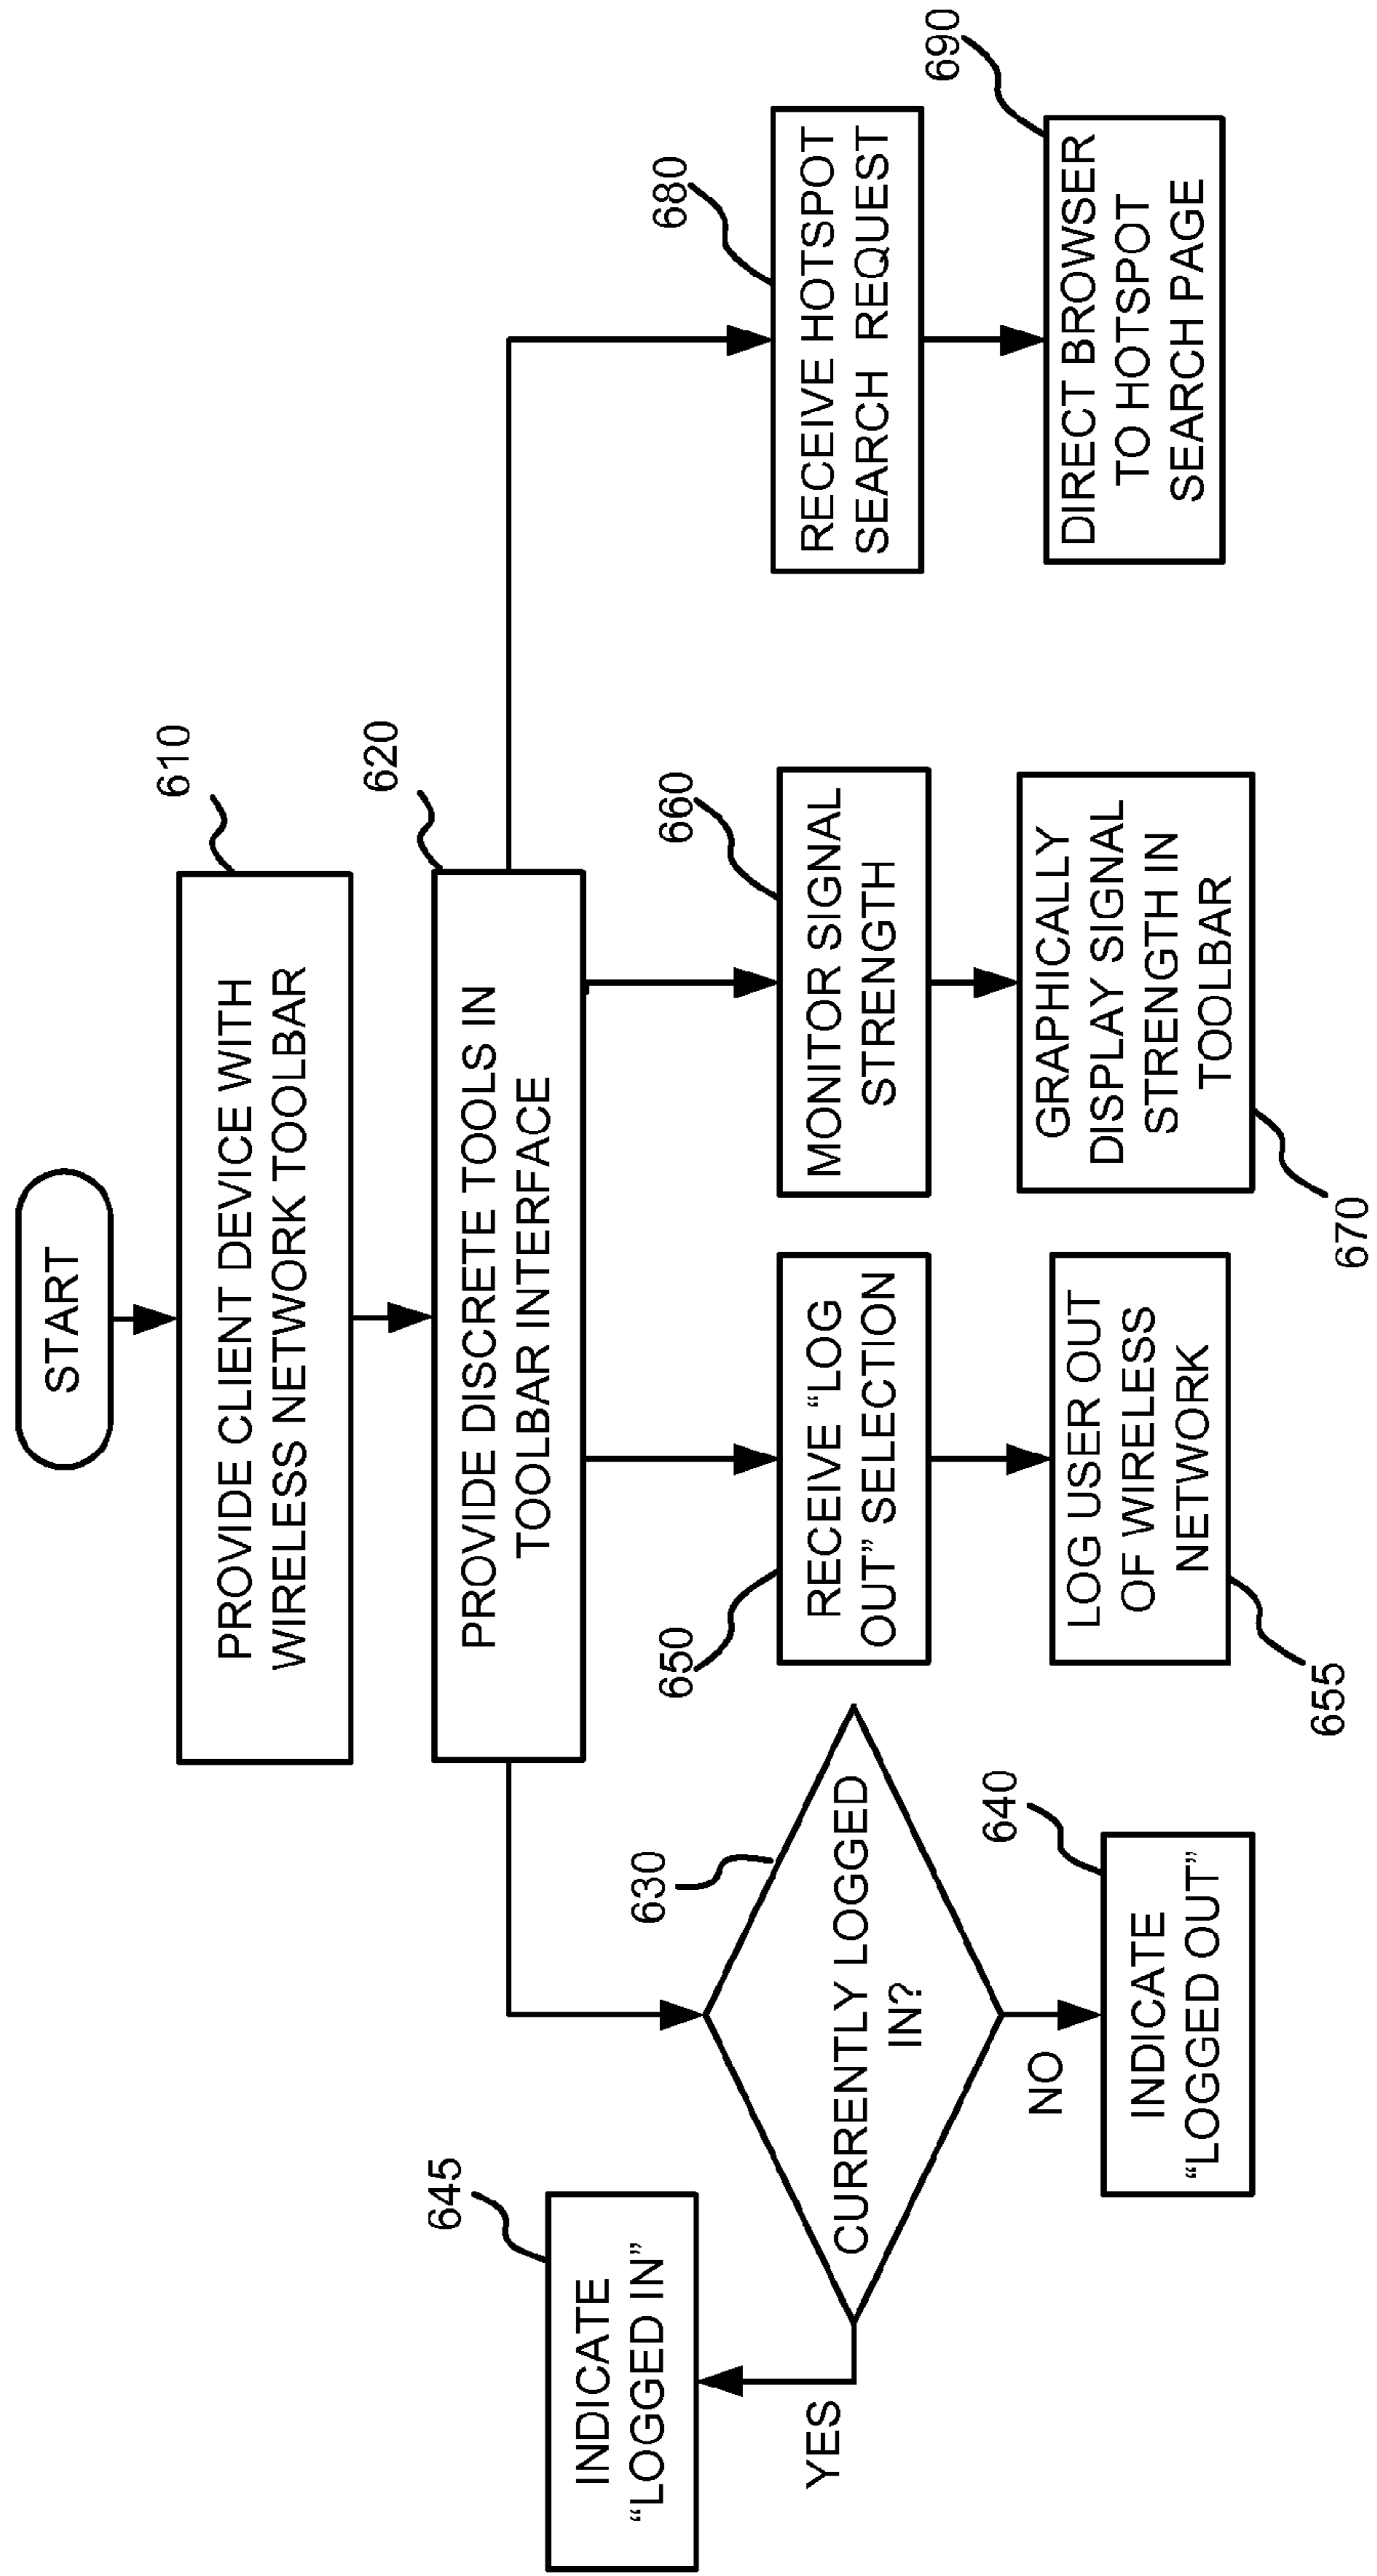 START
610
PROVIDE CLIENT DEVICE WITH
WIRELESS NETWORK TOOLBAR
620
PROVIDE DISCRETE TOOLS IN
TOOLBAR INTERFACE
645
INDICATE
“LOGGED IN”
YES
630
CURRENTLY LOGGED
IN?
NO
640
INDICATE
“LOGGED OUT”
650
RECEIVE “LOG
OUT” SELECTION
LOG USER OUT
OF WIRELESS
NETWORK
655
660
MONITOR SIGNAL
STRENGTH
GRAPHICALLY
DISPLAY SIGNAL
STRENGTH IN
TOOLBAR
670
680
RECEIVE HOTSPOT
SEARCH REQUEST
690
DIRECT BROWSER
TO HOTSPOT
SEARCH PAGE